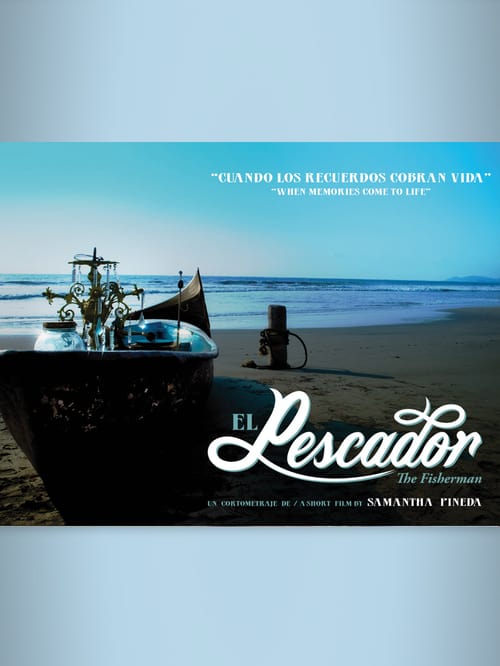 "CUANDO LOS RECUERDOS COBRAN VIDA"
"WHEN MEMORIES COME TO LIFE"
EL Pescador
The Fisherman
UN CORTOMETRAJE DE / A SHORT FILM BY SAMANTHA PINEDA